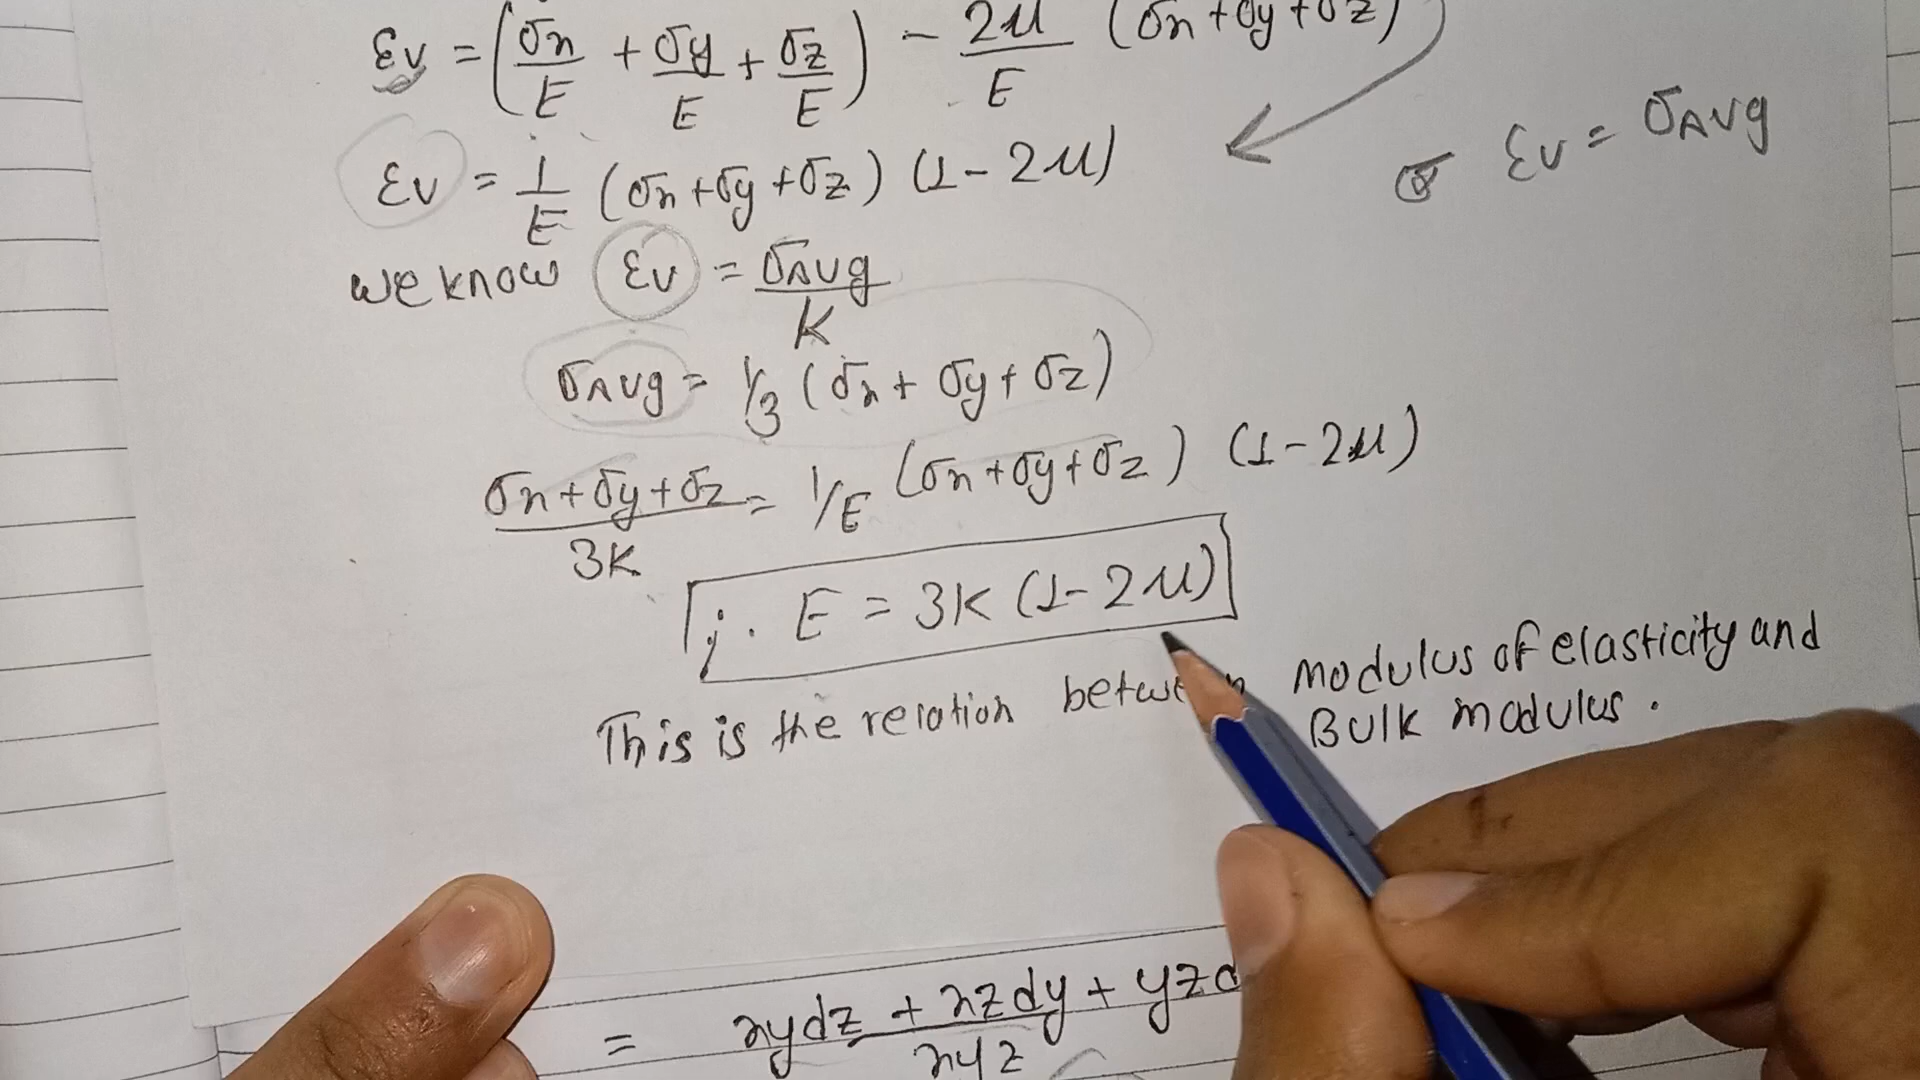 εv = (σx/E + σy/E + σz/E) - 2μ/E (σx+σy+σz)
εv = 1/E (σx+σy+σz) (1-2μ)
εv = σAvg
we know εv = σAvg/K
σAvg = 1/3 (σx+σy+σz)
σx+σy+σz/3K = 1/E (σx+σy+σz) (1-2μ)
∴ E = 3K (1-2μ)
This is the relation between modulus of elasticity and
Bulk modulus.
= xydz + xzdy + yzd
xyz